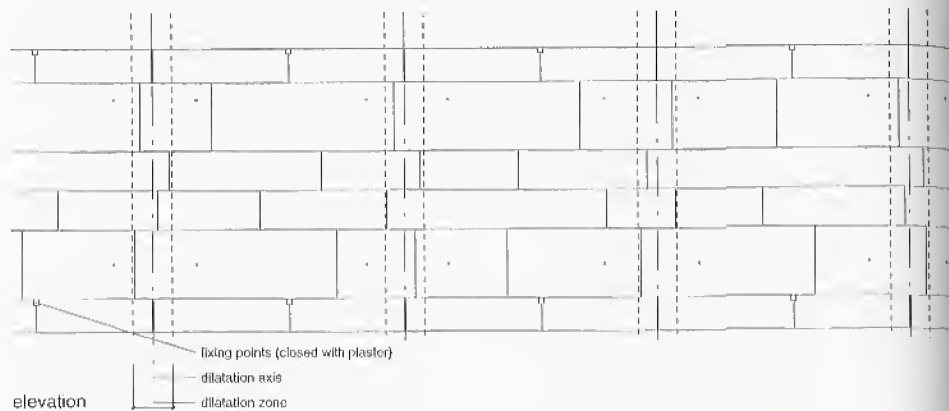 fixing points (closed with plaster)
dilatation axis
dilatation zone
elevation